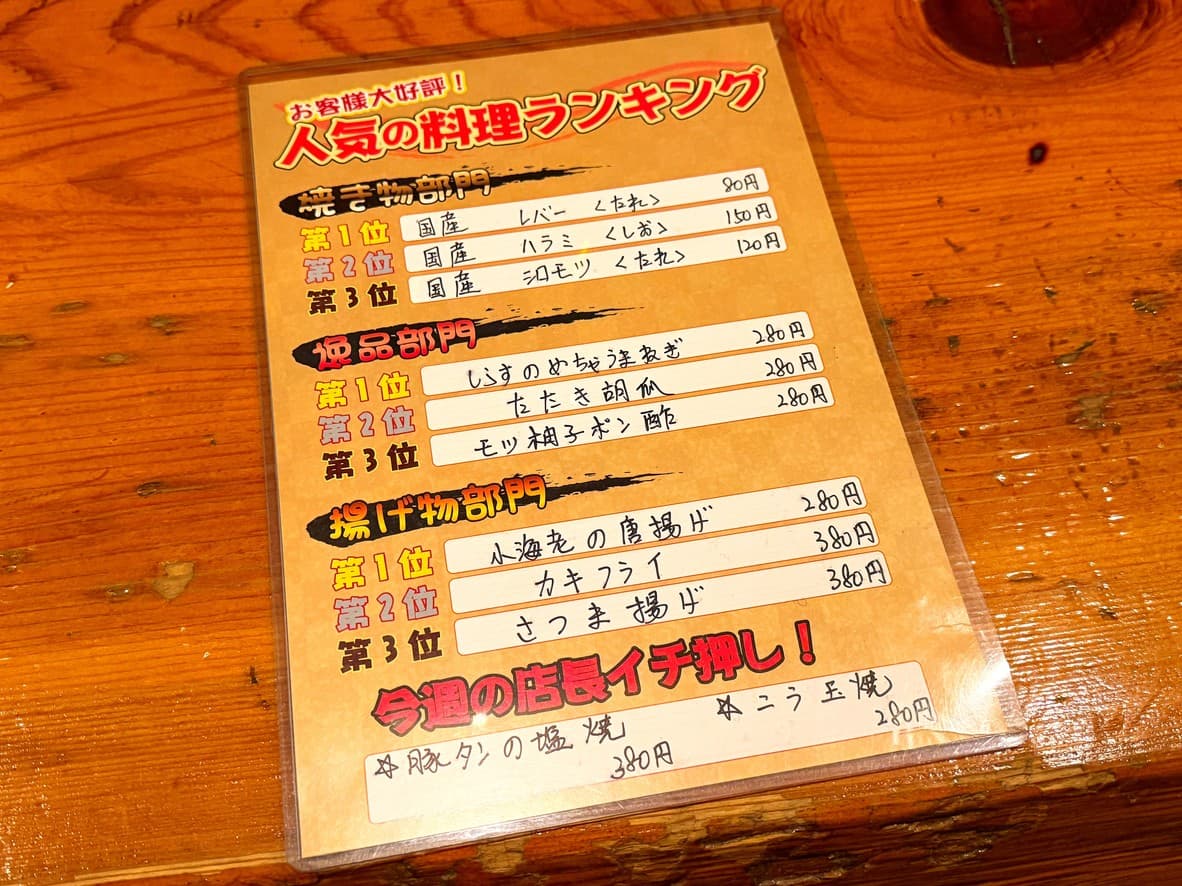 お客様大好評！
人気の料理ランキング
焼き物部門
第1位 国産 レバー〈たれ〉 80円
第2位 国産 ハラミ〈しお〉 150円
第3位 国産 シロモツ〈たれ〉 120円
逸品部門
第1位 しらすのめちゃうまねぎ 280円
第2位 たたき胡瓜 280円
第3位 モツ柚子ポン酢 280円
揚げ物部門
第1位 小海老の唐揚げ 280円
第2位 カキフライ 380円
第3位 さつま揚げ 380円
今週の店長イチ押し！
☆豚タンの塩焼 380円
☆ニラ玉焼 280円